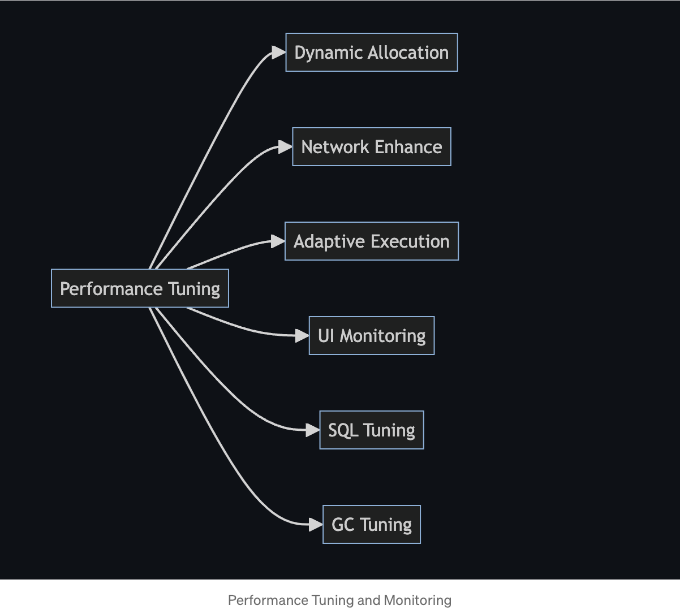 Dynamic Allocation
Network Enhance
Adaptive Execution
Performance Tuning
UI Monitoring
SQL Tuning
GC Tuning
Performance Tuning and Monitoring